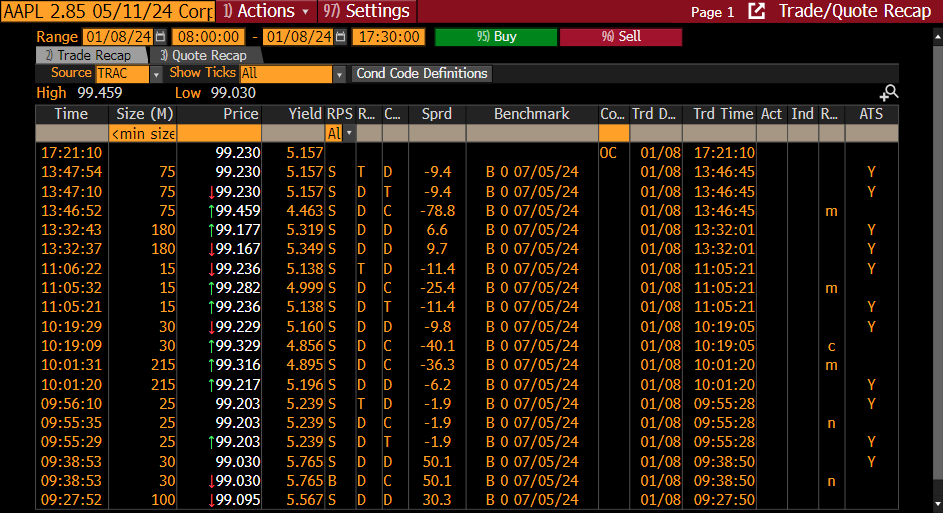 AAPL 2.85 05/11/24 Corp 1) Actions 97) Settings Page 1 Trade/Quote Recap
Range 01/08/24 08:00:00 - 01/08/24 17:30:00 95) Buy 96) Sell
2) Trade Recap 3) Quote Recap
Source TRAC Show Ticks All Cond Code Definitions
High 99.459 Low 99.030
Time Size (M) Price Yield RPS R... C... Sprd Benchmark Co... Trd D... Trd Time Act Ind R... ATS
<min size Al
17:21:10 99.230 5.157 OC 01/08 17:21:10
13:47:54 75 99.230 5.157 S T D -9.4 B 0 07/05/24 01/08 13:46:45 Y
13:47:10 75 ↓99.230 5.157 S D T -9.4 B 0 07/05/24 01/08 13:46:45 Y
13:46:52 75 ↑99.459 4.463 S D C -78.8 B 0 07/05/24 01/08 13:46:45 m
13:32:43 180 ↑99.177 5.319 S D D 6.6 B 0 07/05/24 01/08 13:32:01 Y
13:32:37 180 ↓99.167 5.349 S D D 9.7 B 0 07/05/24 01/08 13:32:01 Y
11:06:22 15 ↓99.236 5.138 S T D -11.4 B 0 07/05/24 01/08 11:05:21 Y
11:05:32 15 ↑99.282 4.999 S D C -25.4 B 0 07/05/24 01/08 11:05:21 m
11:05:21 15 ↑99.236 5.138 S D T -11.4 B 0 07/05/24 01/08 11:05:21 Y
10:19:29 30 ↓99.229 5.160 S D D -9.8 B 0 07/05/24 01/08 10:19:05 Y
10:19:09 30 ↑99.329 4.856 S D C -40.1 B 0 07/05/24 01/08 10:19:05 c
10:01:31 215 ↑99.316 4.895 S D C -36.3 B 0 07/05/24 01/08 10:01:20 m
10:01:20 215 ↑99.217 5.196 S D D -6.2 B 0 07/05/24 01/08 10:01:20 Y
09:56:10 25 99.203 5.239 S T D -1.9 B 0 07/05/24 01/08 09:55:28 Y
09:55:35 25 99.203 5.239 S D C -1.9 B 0 07/05/24 01/08 09:55:28 n
09:55:29 25 ↑99.203 5.239 S D T -1.9 B 0 07/05/24 01/08 09:55:28 Y
09:38:53 30 99.030 5.765 S D D 50.1 B 0 07/05/24 01/08 09:38:50 Y
09:38:53 30 ↓99.030 5.765 B D C 50.1 B 0 07/05/24 01/08 09:38:50 n
09:27:52 100 ↓99.095 5.567 S D D 30.3 B 0 07/05/24 01/08 09:27:50